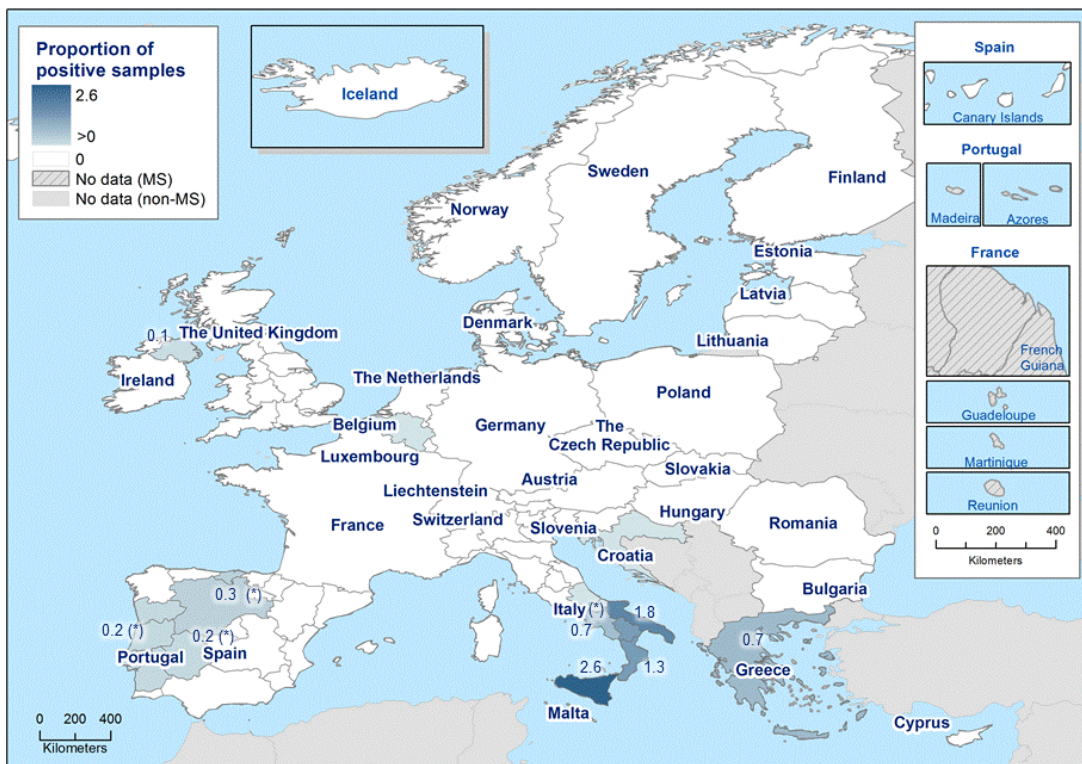 Proportion of
positive samples
2.6
>0
0
No data (MS)
No data (non-MS)
Iceland
Spain
Canary Islands
Portugal
Madeira
Azores
France
French
Guiana
Guadeloupe
Martinique
Reunion
0 200 400
Kilometers
Sweden
Finland
Norway
Estonia
Latvia
Denmark
Lithuania
0.1
The United Kingdom
Ireland
The Netherlands
Poland
Belgium
Germany
The
Czech Republic
Luxembourg
Slovakia
Austria
Liechtenstein
Hungary
France
Switzerland
Slovenia
Romania
Croatia
Bulgaria
0.3 (*)
Italy (*)
1.8
0.2 (*)
0.2 (*)
0.7
0.7
Portugal
Spain
2.6
1.3
Greece
Malta
Cyprus
0 200 400
Kilometers